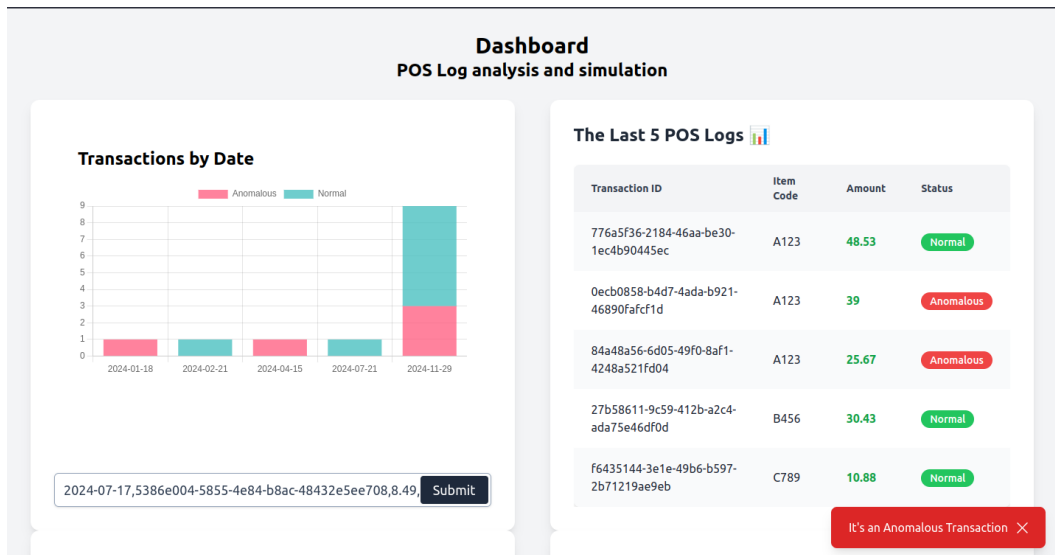 Dashboard
POS Log analysis and simulation
Transactions by Date
Anomalous Normal
9
8
7
6
5
4
3
2
1
0
2024-01-18 2024-02-21 2024-04-15 2024-07-21 2024-11-29
2024-07-17,5386e004-5855-4e84-b8ac-48432e5ee708,8.49, Submit
The Last 5 POS Logs 📊
Transaction ID Item Code Amount Status
776a5f36-2184-46aa-be30-
1ec4b90445ec A123 48.53 Normal
0ecb0858-b4d7-4ada-b921-
46890fafcf1d A123 39 Anomalous
84a48a56-6d05-49f0-8af1-
4248a521fd04 A123 25.67 Anomalous
27b58611-9c59-412b-a2c4-
ada75e46df0d B456 30.43 Normal
f6435144-3e1e-49b6-b597-
2b71219ae9eb C789 10.88 Normal
It's an Anomalous Transaction